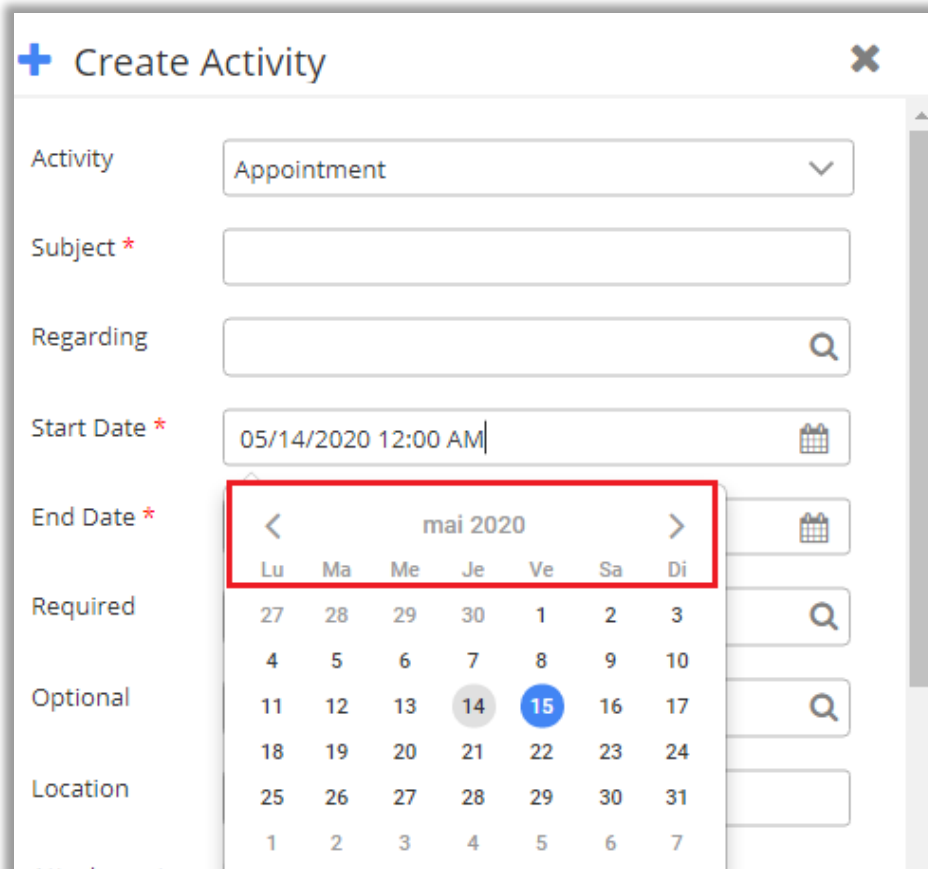 Create Activity
Activity
Appointment
Subject *
Regarding
Start Date *
05/14/2020 12:00 AM
End Date *
mai 2020
Lu Ma Me Je Ve Sa Di
Required
27 28 29 30 1 2 3
4 5 6 7 8 9 10
Optional
11 12 13 14 15 16 17
18 19 20 21 22 23 24
Location
25 26 27 28 29 30 31
1 2 3 4 5 6 7